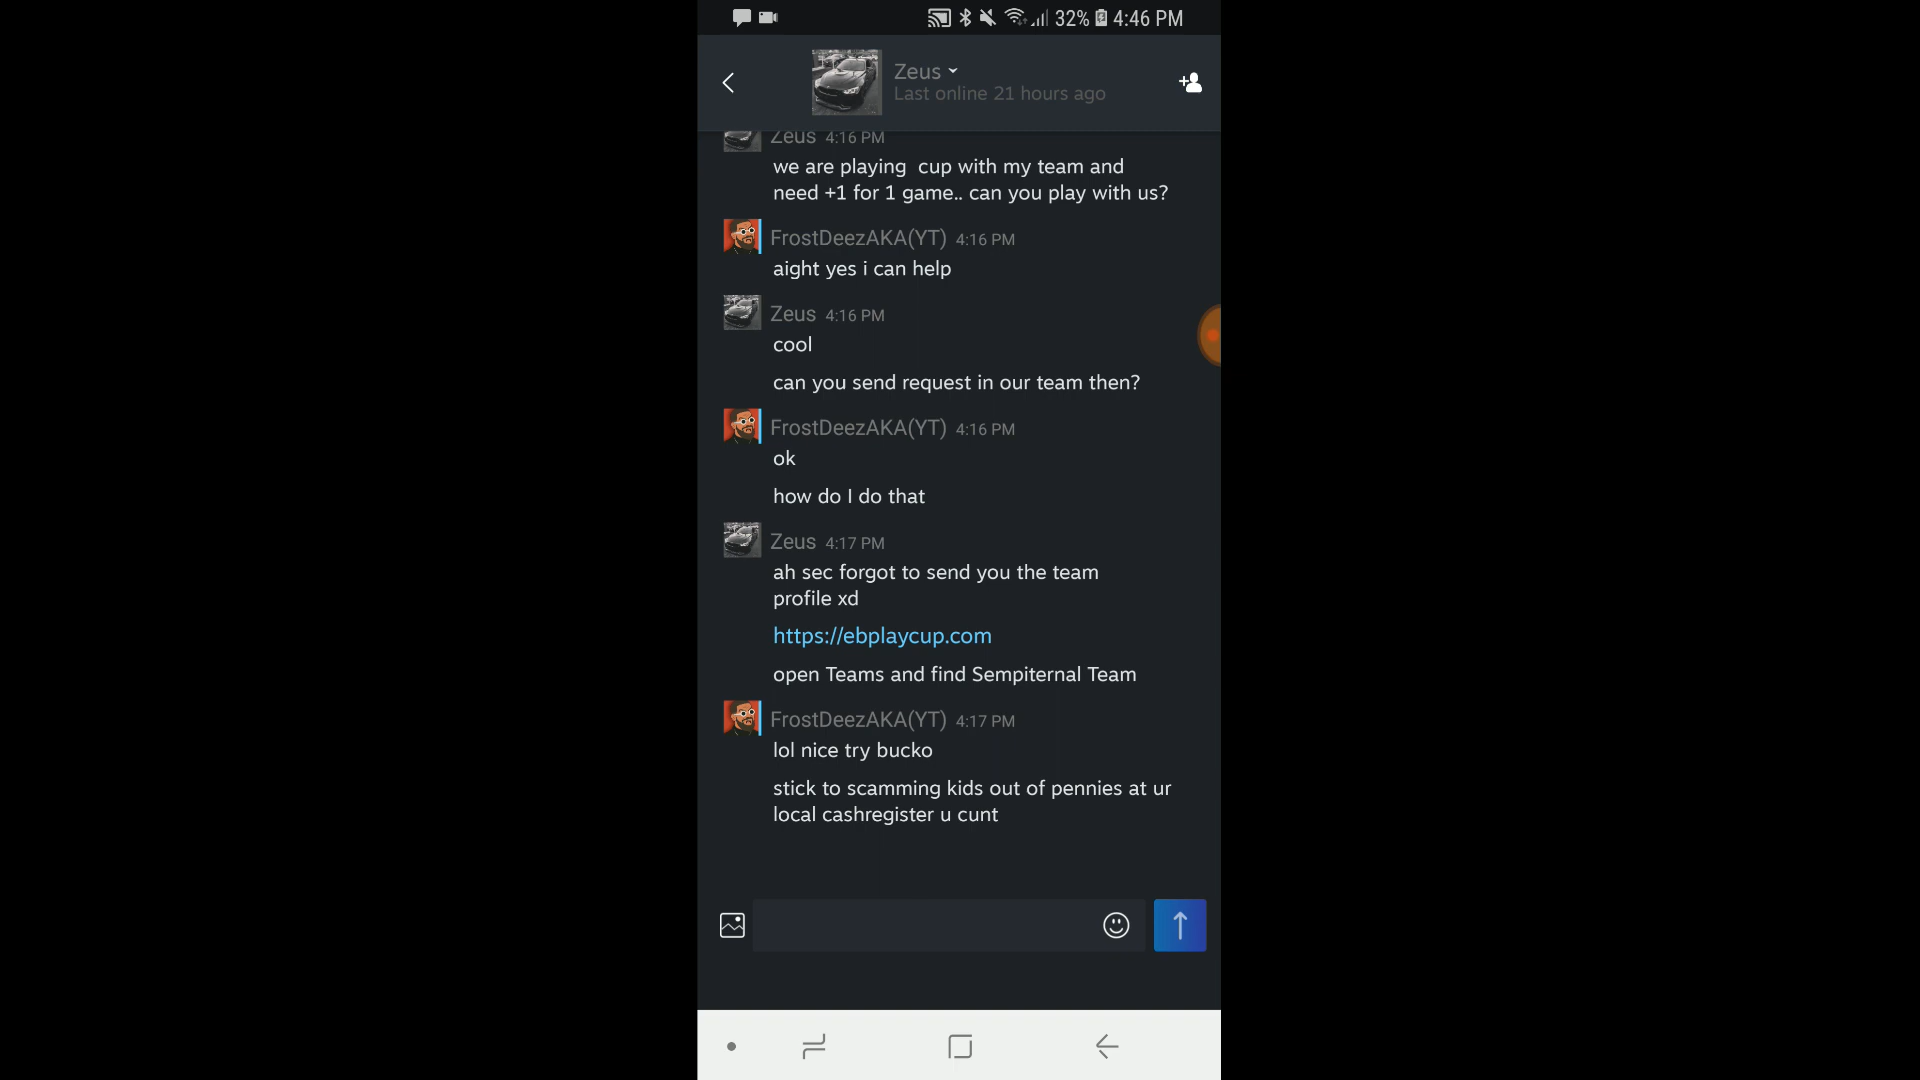 32% 4:46 PM
Zeus
Last online 21 hours ago
Zeus 4:16 PM
we are playing  cup with my team and
need +1 for 1 game.. can you play with us?
FrostDeezAKA(YT) 4:16 PM
aight yes i can help
Zeus 4:16 PM
cool
can you send request in our team then?
FrostDeezAKA(YT) 4:16 PM
ok
how do I do that
Zeus 4:17 PM
ah sec forgot to send you the team
profile xd
https://ebplaycup.com
open Teams and find Sempiternal Team
FrostDeezAKA(YT) 4:17 PM
lol nice try bucko
stick to scamming kids out of pennies at ur
local cashregister u cunt